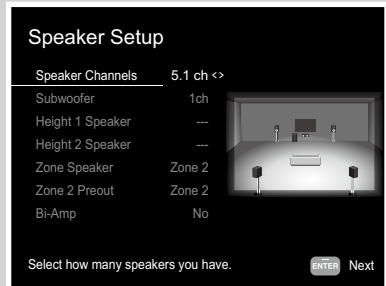 Speaker Setup
Speaker Channels 5.1 ch <>
Subwoofer 1ch
Height 1 Speaker ---
Height 2 Speaker ---
Zone Speaker Zone 2
Zone 2 Preout Zone 2
Bi-Amp No
Select how many speakers you have. ENTER Next